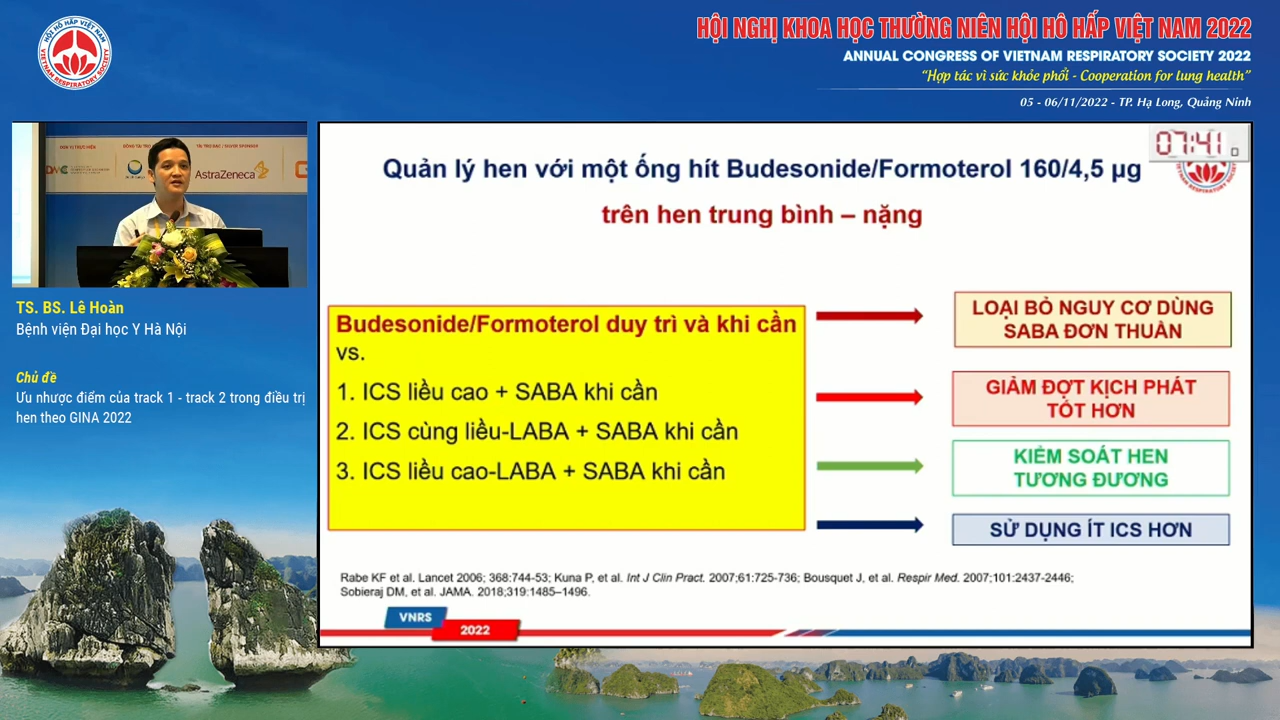 HỘI HÔ HẤP VIỆT NAM
VIETNAM RESPIRATORY SOCIETY
HỘI NGHỊ KHOA HỌC THƯỜNG NIÊN HỘI HÔ HẤP VIỆT NAM 2022
ANNUAL CONGRESS OF VIETNAM RESPIRATORY SOCIETY 2022
“Hợp tác vì sức khỏe phổi - Cooperation for lung health”
05 - 06/11/2022 - TP. Hạ Long, Quảng Ninh
AstraZeneca
TS. BS. Lê Hoàn
Bệnh viện Đại học Y Hà Nội
Chủ đề
Ưu nhược điểm của track 1 - track 2 trong điều trị
hen theo GINA 2022
07:41
Quản lý hen với một ống hít Budesonide/Formoterol 160/4,5 µg
trên hen trung bình – nặng
Budesonide/Formoterol duy trì và khi cần
vs.
1. ICS liều cao + SABA khi cần
2. ICS cùng liều-LABA + SABA khi cần
3. ICS liều cao-LABA + SABA khi cần
LOẠI BỎ NGUY CƠ DÙNG
SABA ĐƠN THUẦN
GIẢM ĐỢT KỊCH PHÁT
TỐT HƠN
KIỂM SOÁT HEN
TƯƠNG ĐƯƠNG
SỬ DỤNG ÍT ICS HƠN
Rabe KF et al. Lancet 2006; 368:744-53; Kuna P, et al. Int J Clin Pract. 2007;61:725-736; Bousquet J, et al. Respir Med. 2007;101:2437-2446;
Sobieraj DM, et al. JAMA. 2018;319:1485–1496.
VNRS
2022